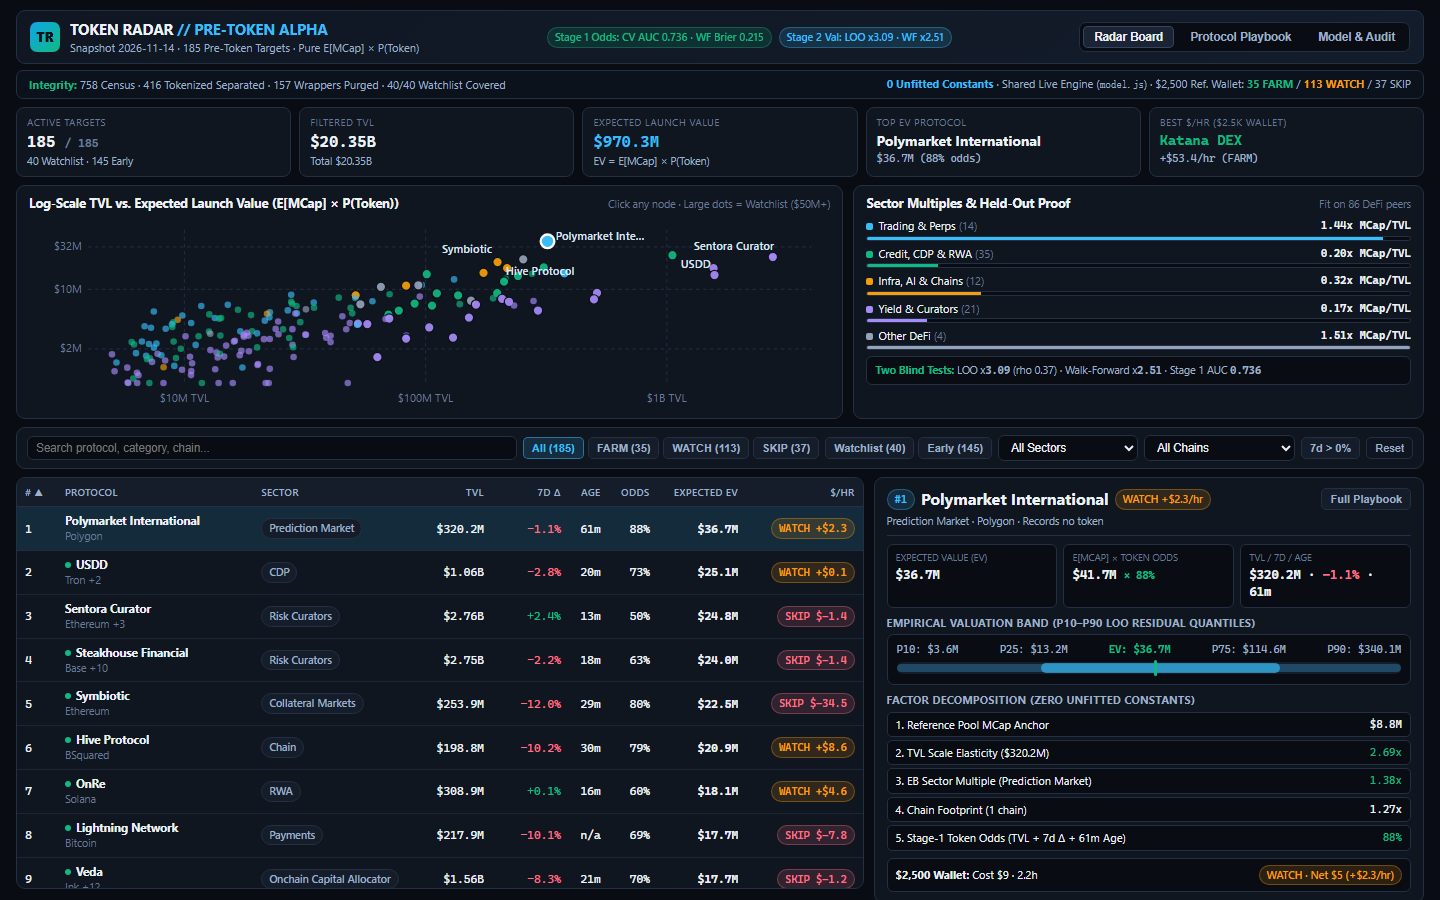 TR
TOKEN RADAR // PRE-TOKEN ALPHA
Snapshot 2026-11-14 · 185 Pre-Token Targets · Pure E[MCap] × P(Token)
Stage 1 Odds: CV AUC 0.736 · WF Brier 0.215
Stage 2 Val: LOO x3.09 · WF x2.51
Radar Board
Protocol Playbook
Model & Audit
Integrity: 758 Census · 416 Tokenized Separated · 157 Wrappers Purged · 40/40 Watchlist Covered
0 Unfitted Constants · Shared Live Engine (model.js) · $2,500 Ref. Wallet: 35 FARM / 113 WATCH / 37 SKIP
ACTIVE TARGETS
185 / 185
40 Watchlist · 145 Early
FILTERED TVL
$20.35B
Total $20.35B
EXPECTED LAUNCH VALUE
$970.3M
EV = E[MCap] × P(Token)
TOP EV PROTOCOL
Polymarket International
$36.7M (88% odds)
BEST $/HR ($2.5K WALLET)
Katana DEX
+$53.4/hr (FARM)
Log-Scale TVL vs. Expected Launch Value (E[MCap] × P(Token))
Click any node · Large dots = Watchlist ($50M+)
$32M
$10M
$2M
Symbiotic
Polymarket Inte...
Hive Protocol
Sentora Curator
USDD
$10M TVL
$100M TVL
$1B TVL
Sector Multiples & Held-Out Proof
Fit on 86 DeFi peers
Trading & Perps (14)
1.44x MCap/TVL
Credit, CDP & RWA (35)
0.20x MCap/TVL
Infra, AI & Chains (12)
0.32x MCap/TVL
Yield & Curators (21)
0.17x MCap/TVL
Other DeFi (4)
1.51x MCap/TVL
Two Blind Tests: LOO x3.09 (rho 0.37) · Walk-Forward x2.51 · Stage 1 AUC 0.736
Search protocol, category, chain...
All (185)
FARM (35)
WATCH (113)
SKIP (37)
Watchlist (40)
Early (145)
All Sectors
All Chains
7d > 0%
Reset
# ▲ PROTOCOL SECTOR TVL 7D Δ AGE ODDS EXPECTED EV $/HR
1 Polymarket International Prediction Market $320.2M −1.1% 61m 88% $36.7M WATCH +$2.3
Polygon
2 USDD CDP $1.06B −2.8% 20m 73% $25.1M WATCH +$0.1
Tron +2
3 Sentora Curator Risk Curators $2.76B +2.4% 13m 50% $24.8M SKIP $−1.4
Ethereum +3
4 Steakhouse Financial Risk Curators $2.75B −2.2% 18m 63% $24.0M SKIP $−1.4
Base +10
5 Symbiotic Collateral Markets $253.9M −12.0% 29m 80% $22.5M SKIP $−34.5
Ethereum
6 Hive Protocol Chain $198.8M −10.2% 30m 79% $20.9M WATCH +$8.6
BSquared
7 OnRe RWA $308.9M +0.1% 16m 60% $18.1M WATCH +$4.6
Solana
8 Lightning Network Payments $217.9M −10.1% n/a 69% $17.7M SKIP $−7.8
Bitcoin
9 Veda Onchain Capital Allocator $1.56B −8.3% 21m 70% $17.7M SKIP $−1.2
Ink +12
#1 Polymarket International WATCH +$2.3/hr
Full Playbook
Prediction Market · Polygon · Records no token
EXPECTED VALUE (EV)
$36.7M
E[MCAP] × TOKEN ODDS
$41.7M × 88%
TVL / 7D / AGE
$320.2M · −1.1% ·
61m
EMPIRICAL VALUATION BAND (P10–P90 LOO RESIDUAL QUANTILES)
P10: $3.6M P25: $13.2M EV: $36.7M P75: $114.6M P90: $340.1M
FACTOR DECOMPOSITION (ZERO UNFITTED CONSTANTS)
1. Reference Pool MCap Anchor $8.8M
2. TVL Scale Elasticity ($320.2M) 2.69x
3. EB Sector Multiple (Prediction Market) 1.38x
4. Chain Footprint (1 chain) 1.27x
5. Stage-1 Token Odds (TVL + 7d Δ + 61m Age) 88%
$2,500 Wallet: Cost $9 · 2.2h WATCH · Net $5 (+$2.3/hr)